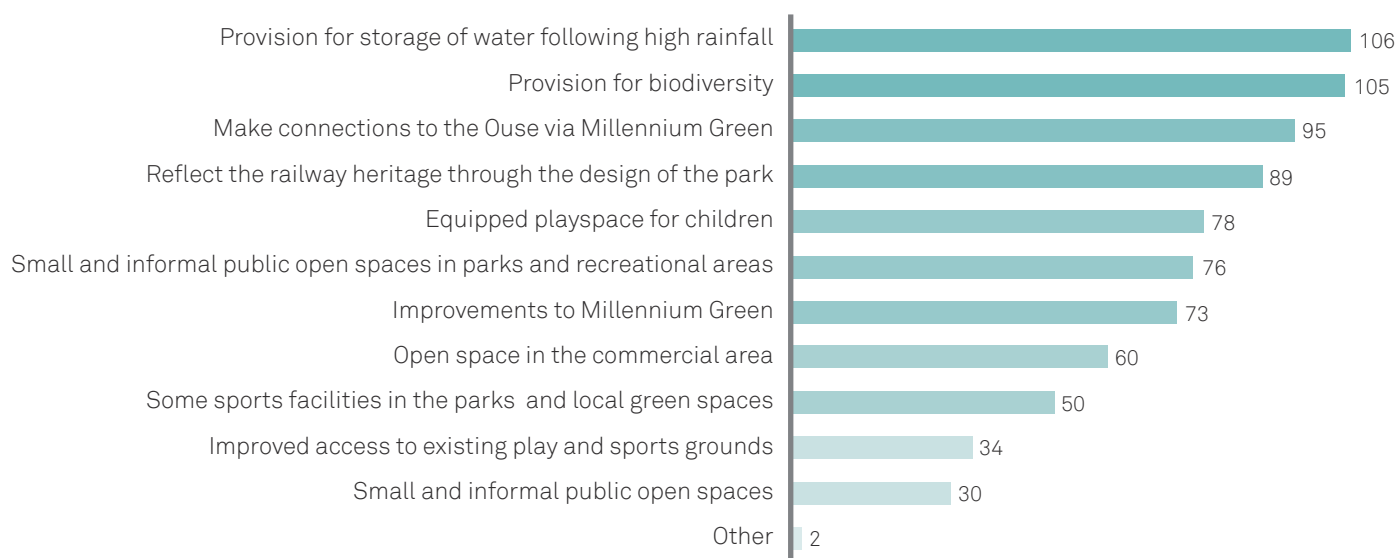 Provision for storage of water following high rainfall 106
Provision for biodiversity 105
Make connections to the Ouse via Millennium Green 95
Reflect the railway heritage through the design of the park 89
Equipped playspace for children 78
Small and informal public open spaces in parks and recreational areas 76
Improvements to Millennium Green 73
Open space in the commercial area 60
Some sports facilities in the parks  and local green spaces 50
Improved access to existing play and sports grounds 34
Small and informal public open spaces 30
Other 2